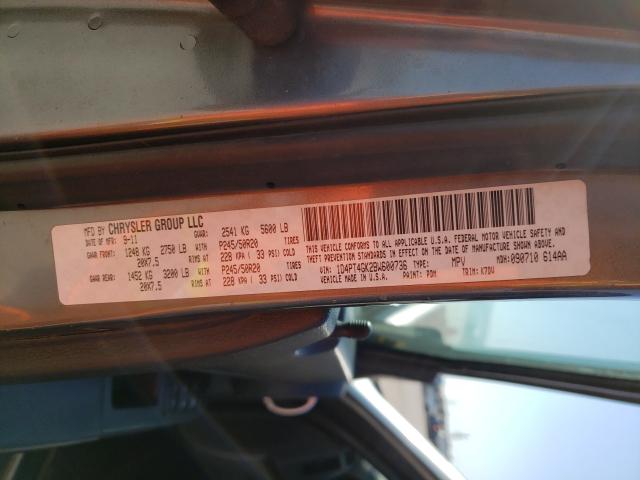 MFD BY CHRYSLER GROUP LLC
DATE OF MFR: 9-11 GVWR: 2541 KG 5600 LB
GAWR FRONT: 1248 KG 2750 LB WITH P245/50R20 TIRES
20X7.5 RIMS AT 228 KPA ( 33 PSI) COLD
GAWR REAR: 1452 KG 3200 LB WITH P245/50R20 TIRES
20X7.5 RIMS AT 228 KPA ( 33 PSI) COLD
THIS VEHICLE CONFORMS TO ALL APPLICABLE U.S.A. FEDERAL MOTOR VEHICLE SAFETY AND
THEFT PREVENTION STANDARDS IN EFFECT ON THE DATE OF MANUFACTURE SHOWN ABOVE.
VIN: 1D4PT4GK2BW600736 TYPE: MPV MDH: 090710 614AA
VEHICLE MADE IN U.S.A. PAINT: PDM TRIM: K7DV